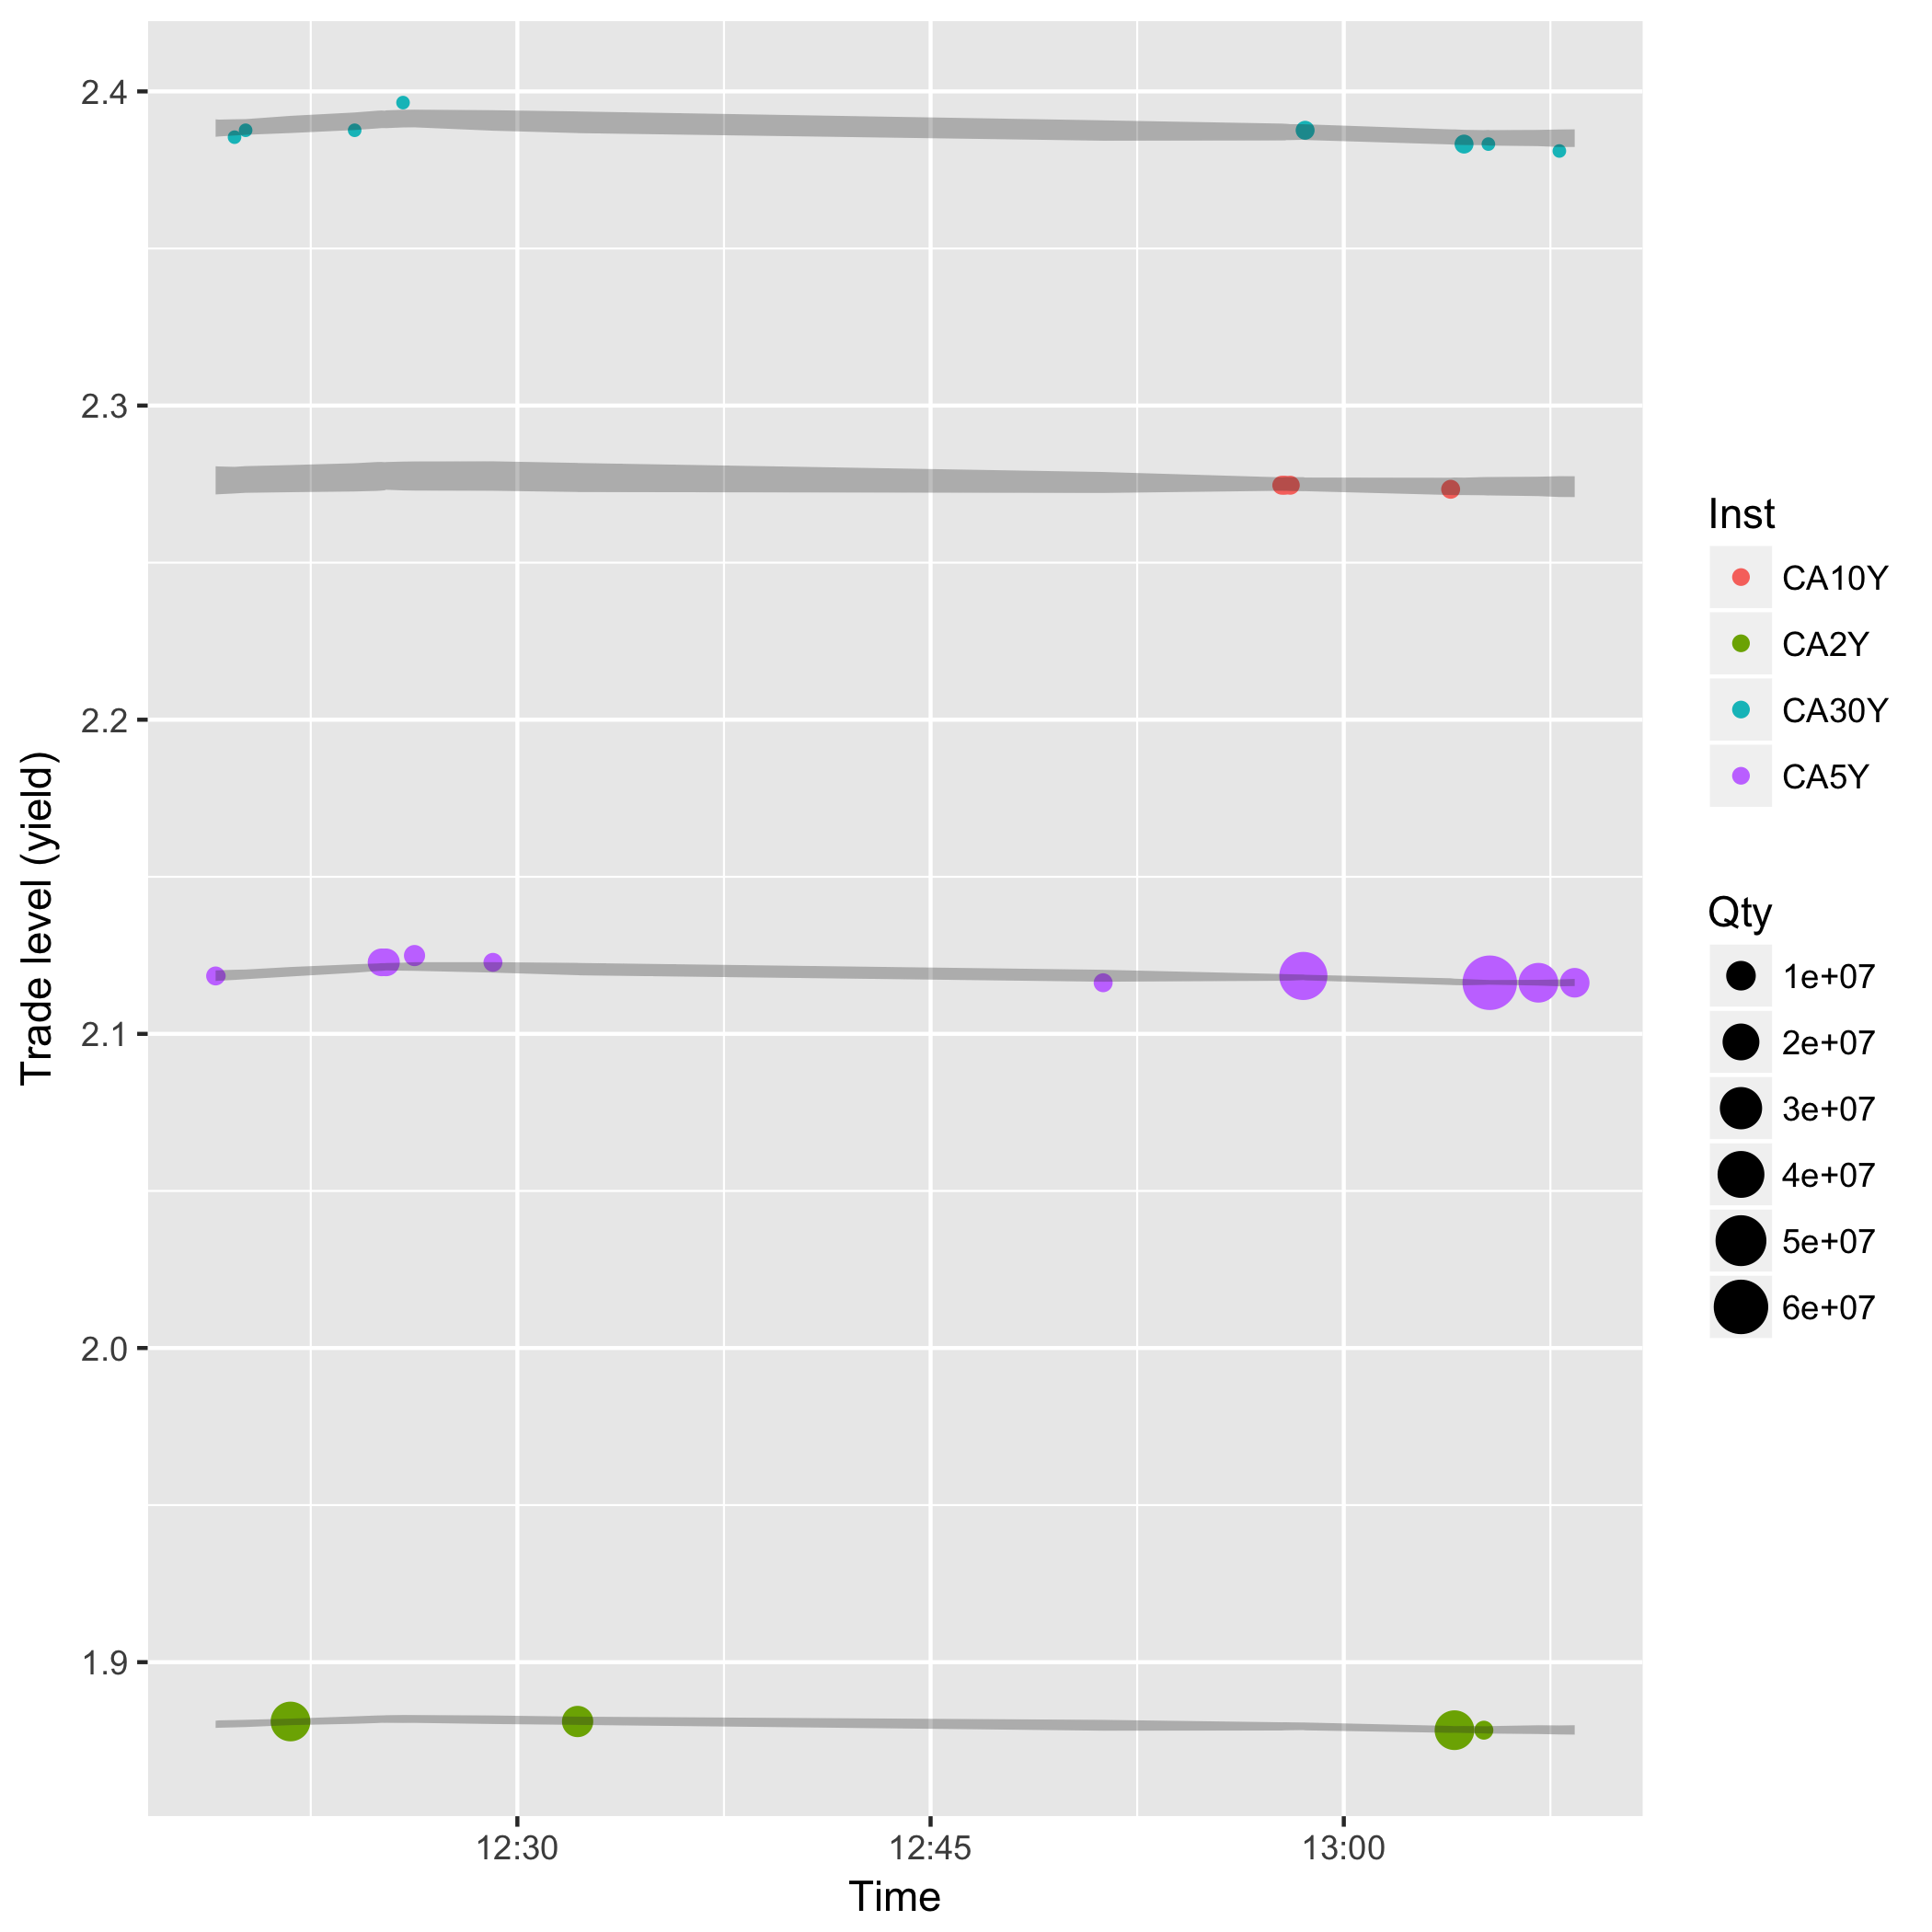 Trade level (yield)
2.4
2.3
2.2
2.1
2.0
1.9
12:30
12:45
13:00
Time
Inst
CA10Y
CA2Y
CA30Y
CA5Y
Qty
1e+07
2e+07
3e+07
4e+07
5e+07
6e+07